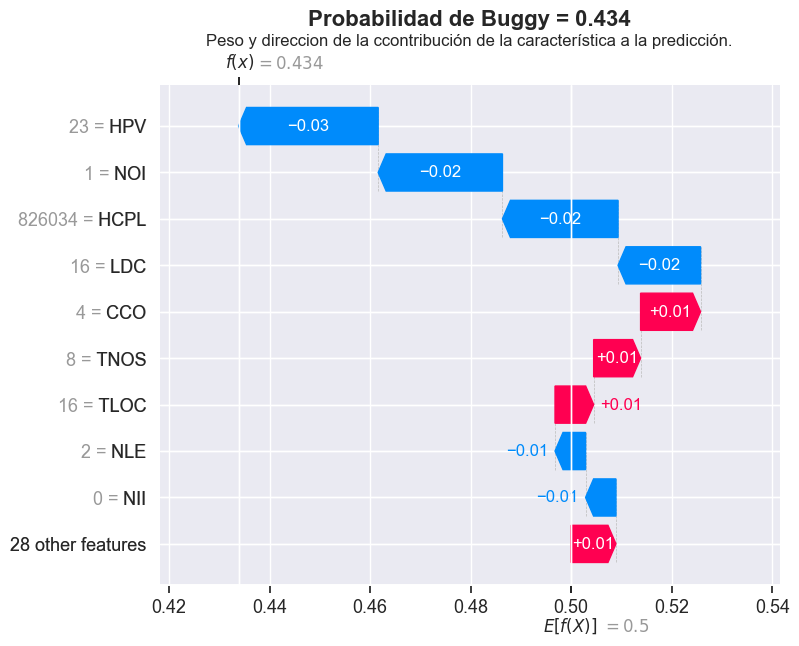 Probabilidad de Buggy = 0.434
Peso y direccion de la ccontribución de la característica a la predicción.
f(x) = 0.434
23 = HPV −0.03
1 = NOI −0.02
826034 = HCPL −0.02
16 = LDC −0.02
4 = CCO +0.01
8 = TNOS +0.01
16 = TLOC +0.01
2 = NLE −0.01
0 = NII −0.01
28 other features +0.01
0.42 0.44 0.46 0.48 0.50 0.52 0.54
E[f(X)] = 0.5